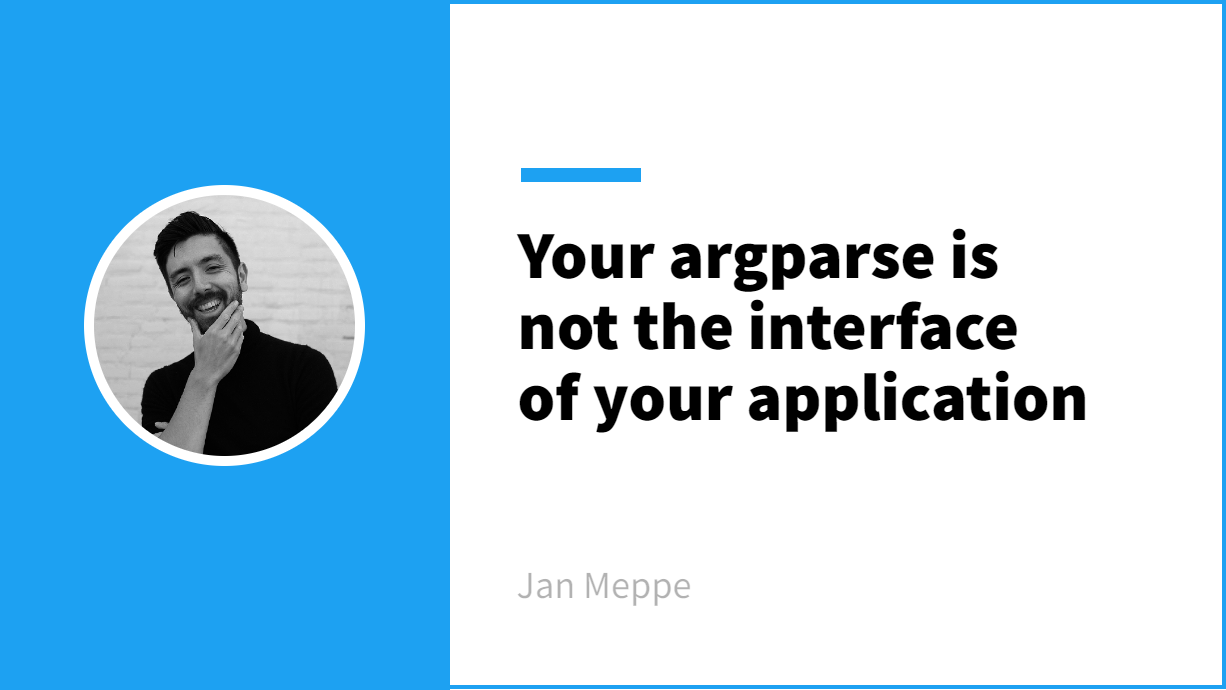 Your argparse is
not the interface
of your application
Jan Meppe